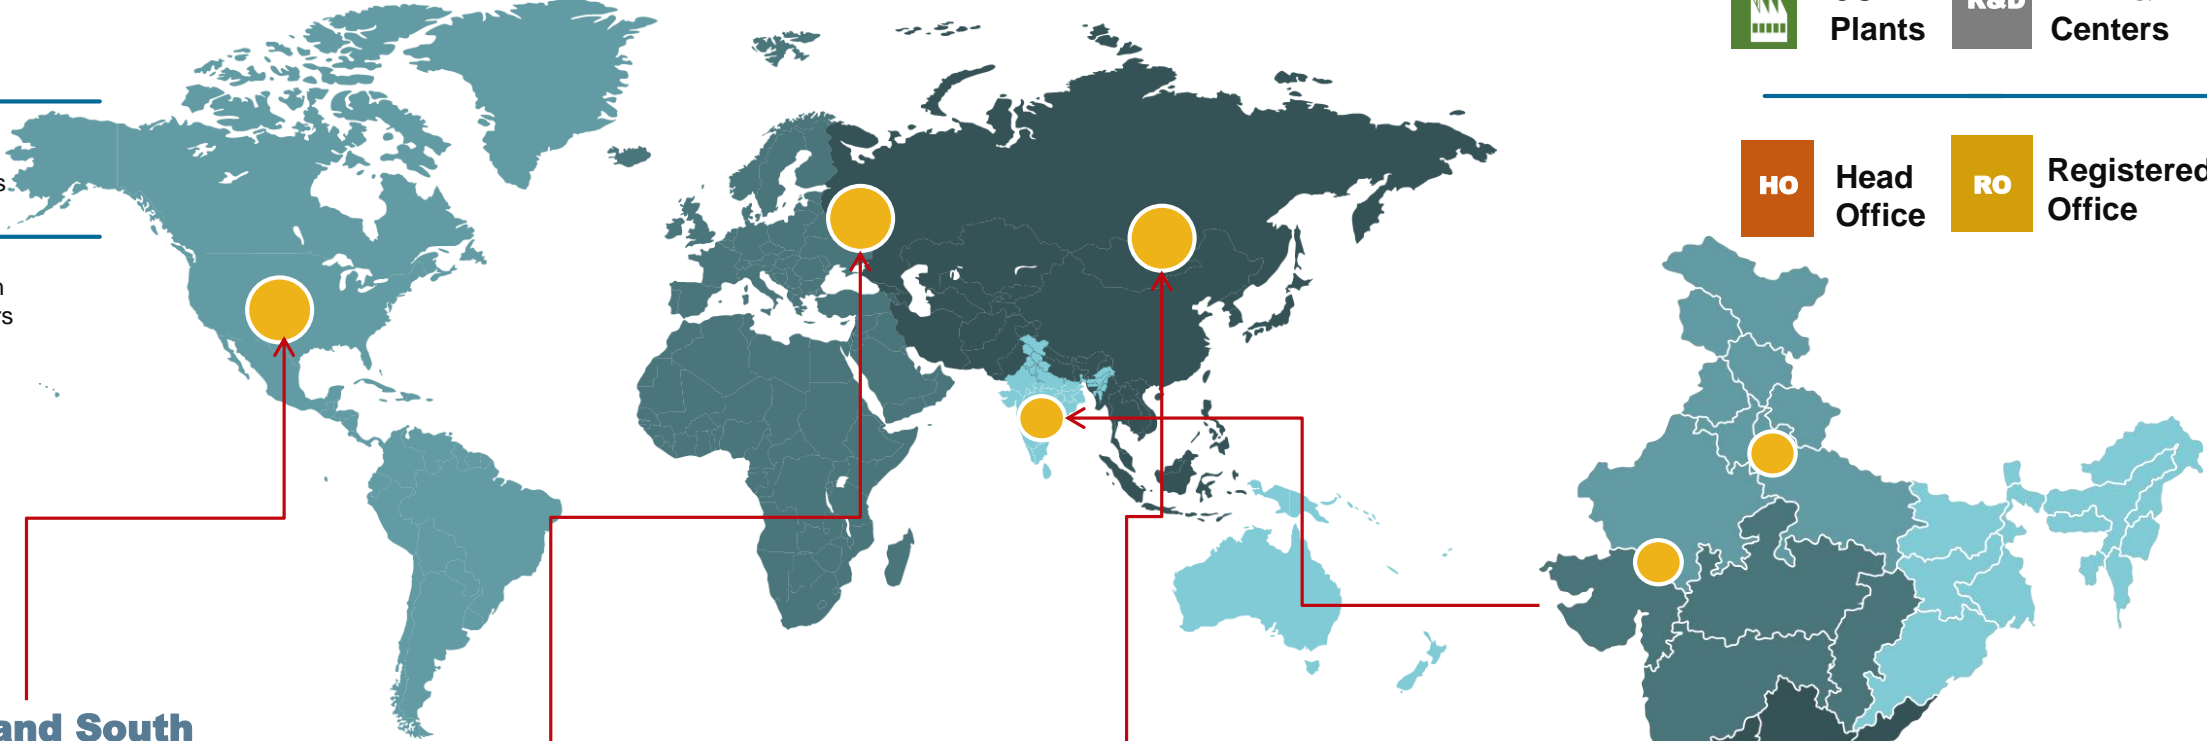 Plants
R&D
Centers
HO
Head
Office
RO
Registered
Office
and South